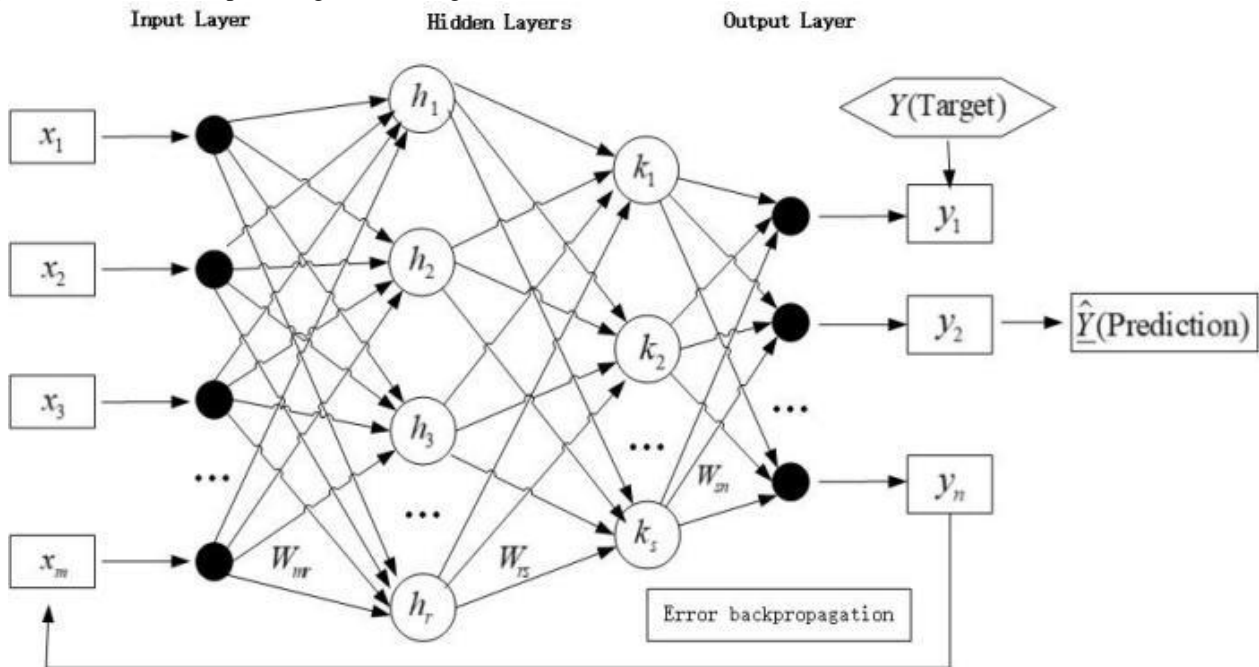 Input Layer
Hidden Layers
Output Layer
x₁
x₂
x₃
...
xₘ
h₁
h₂
h₃
...
hᵣ
Wₘᵣ
k₁
k₂
...
kₛ
Wᵣₛ
...
Wₛₙ
Y(Target)
y₁
y₂
yₙ
Ŷ(Prediction)
Error backpropagation